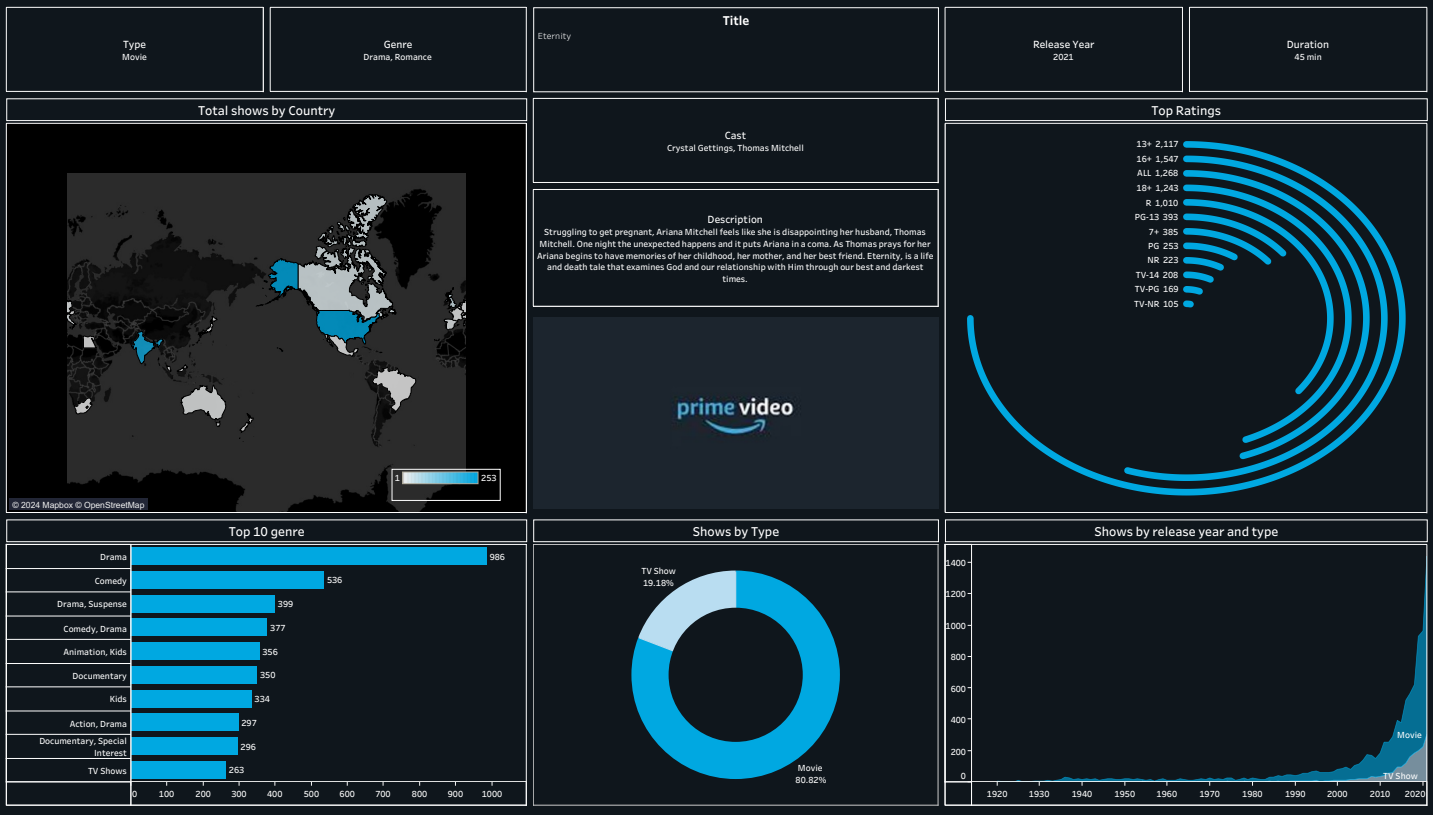 Type
Movie
Genre
Drama, Romance
Title
Eternity
Release Year
2021
Duration
45 min
Total shows by Country
1
253
© 2024 Mapbox © OpenStreetMap
Cast
Crystal Gettings, Thomas Mitchell
Description
Struggling to get pregnant, Ariana Mitchell feels like she is disappointing her husband, Thomas
Mitchell. One night the unexpected happens and it puts Ariana in a coma. As Thomas prays for her
Ariana begins to have memories of her childhood, her mother, and her best friend. Eternity, is a life
and death tale that examines God and our relationship with Him through our best and darkest
times.
prime video
Top Ratings
13+ 2,117
16+ 1,547
ALL 1,268
18+ 1,243
R 1,010
PG-13 393
7+ 385
PG 253
NR 223
TV-14 208
TV-PG 169
TV-NR 105
Top 10 genre
Drama 986
Comedy 536
Drama, Suspense 399
Comedy, Drama 377
Animation, Kids 356
Documentary 350
Kids 334
Action, Drama 297
Documentary, Special
Interest 296
TV Shows 263
0 100 200 300 400 500 600 700 800 900 1000
Shows by Type
TV Show
19.18%
Movie
80.82%
Shows by release year and type
1400
1200
1000
800
600
400
200
0
Movie
TV Show
1920 1930 1940 1950 1960 1970 1980 1990 2000 2010 2020